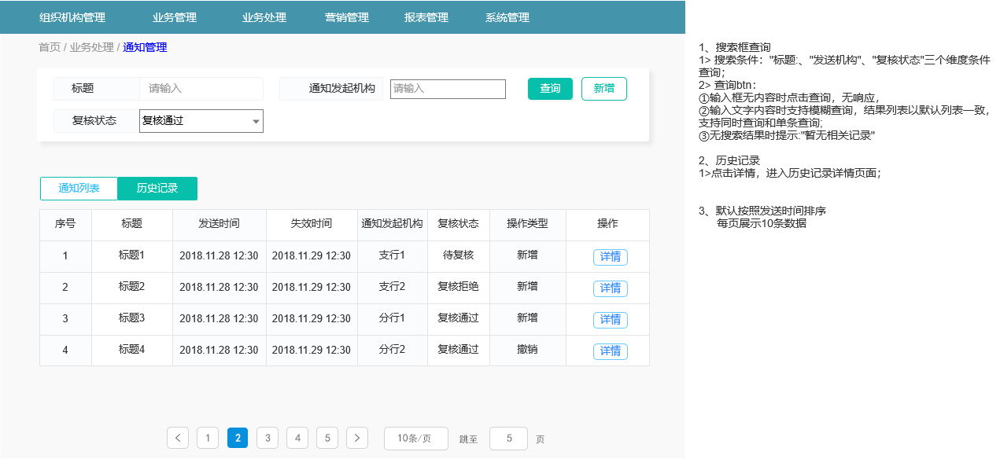 组织机构管理 业务管理 业务处理 营销管理 报表管理 系统管理
首页 / 业务处理 / 通知管理
标题 请输入 通知发起机构 请输入 查询 新增
复核状态 复核通过
通知列表 历史记录
序号 标题 发送时间 失效时间 通知发起机构 复核状态 操作类型 操作
1 标题1 2018.11.28 12:30 2018.11.29 12:30 支行1 待复核 新增 详情
2 标题2 2018.11.28 12:30 2018.11.29 12:30 支行2 复核拒绝 新增 详情
3 标题3 2018.11.28 12:30 2018.11.29 12:30 分行1 复核通过 新增 详情
4 标题4 2018.11.28 12:30 2018.11.29 12:30 分行2 复核通过 撤销 详情
< 1 2 3 4 5 > 10条/页 跳至 5 页
1、搜索框查询
1> 搜索条件："标题:、"发送机构"、"复核状态"三个维度条件
查询；
2> 查询btn：
①输入框无内容时点击查询，无响应，
②输入文字内容时支持模糊查询，结果列表以默认列表一致，
支持同时查询和单条查询;
③无搜索结果时提示:"暂无相关记录"
2、历史记录
1>点击详情，进入历史记录详情页面；
3、默认按照发送时间排序
每页展示10条数据